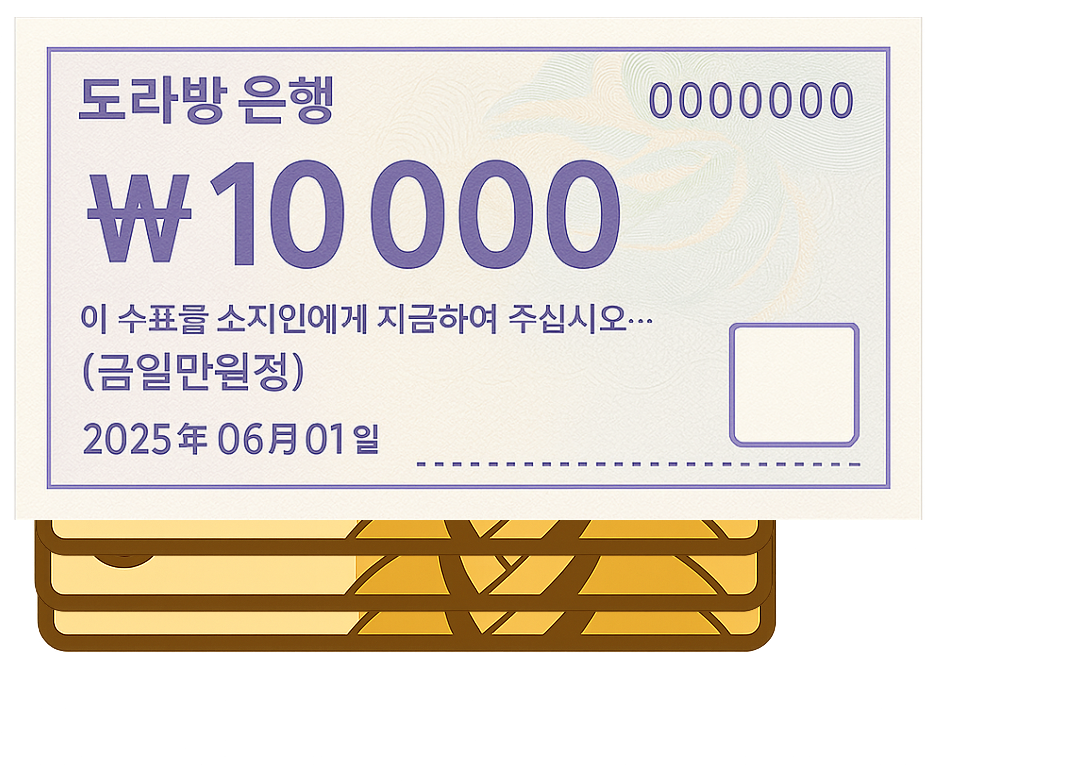 도라방 은행
0000000
₩10 000
이 수표를 소지인에게 지금하여 주십시오…
(금일만원정)
2025年 06月 01일